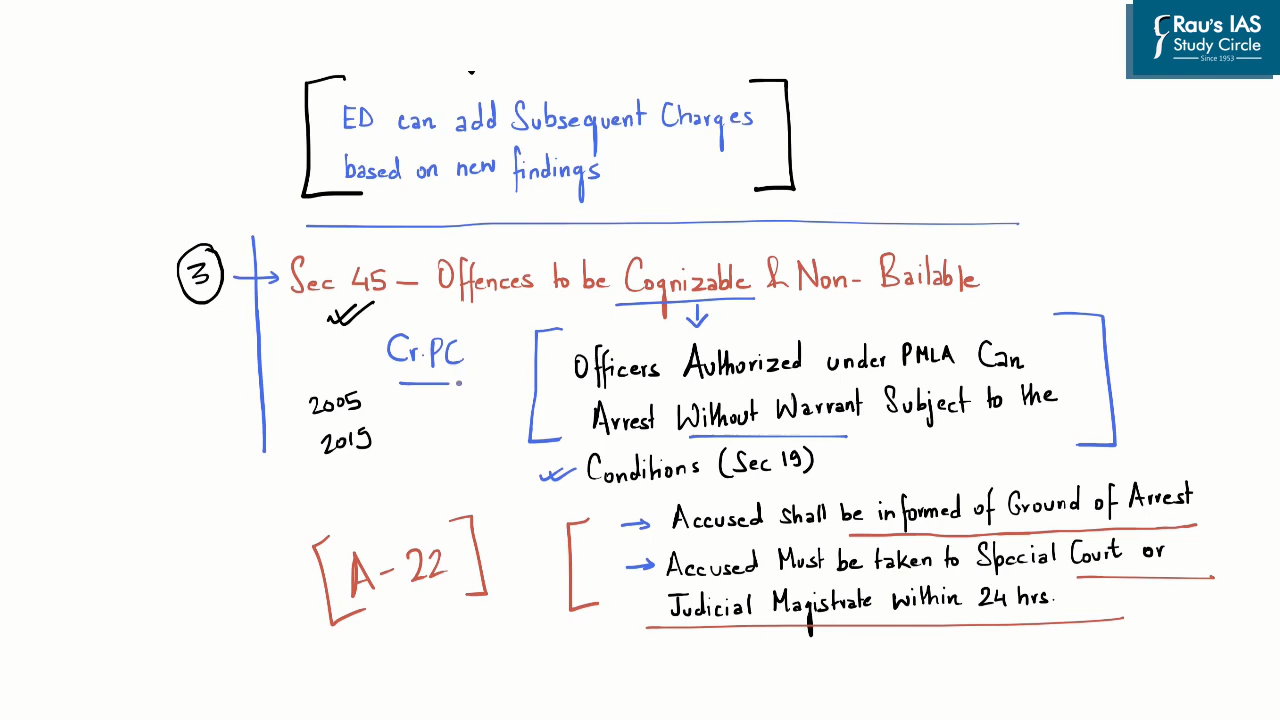 Rau's IAS
Study Circle
Since 1953
ED can add Subsequent Charges
based on new findings
3
Sec 45 – Offences to be Cognizable & Non-Bailable
Cr.PC
Officers Authorized under PMLA Can
Arrest Without Warrant Subject to the
2005
2019
Conditions (Sec 19)
Accused shall be informed of Ground of Arrest
A-22
Accused Must be taken to Special Court or
Judicial Magistrate within 24 hrs.